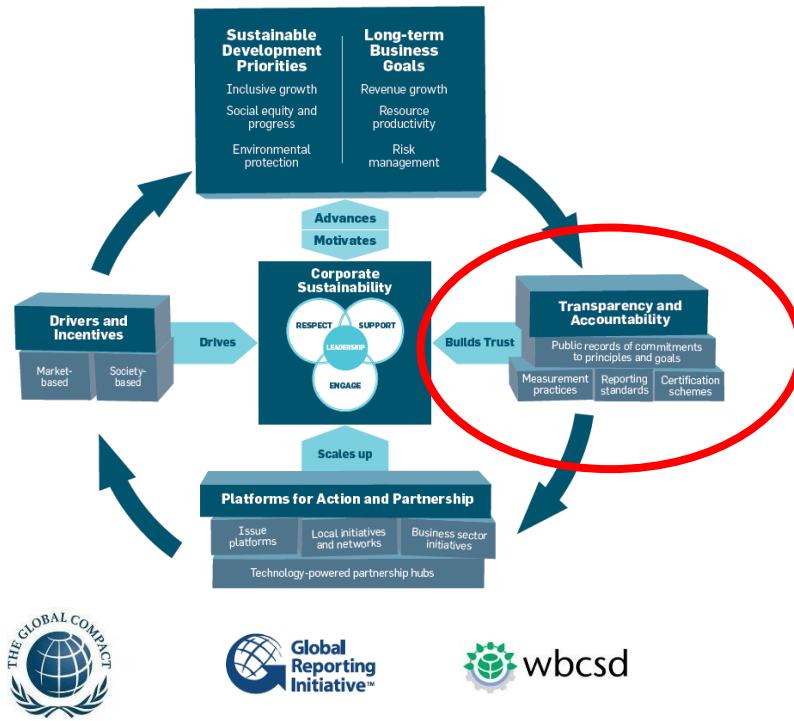 Sustainable
Development
Priorities
Inclusive growth
Social equity and
progress
Environmental
protection
Long-term
Business
Goals
Revenue growth
Resource
productivity
Risk
management
Advances
Motivates
Corporate
Sustainability
RESPECT
SUPPORT
LEADERSHIP
ENGAGE
Drivers and
Incentives
Market-
based
Society-
based
Drives
Builds Trust
Transparency and
Accountability
Public records of commitments
to principles and goals
Measurement
practices
Reporting
standards
Certification
schemes
Scales up
Platforms for Action and Partnership
Issue
platforms
Local initiatives
and networks
Business sector
initiatives
Technology-powered partnership hubs
THE GLOBAL COMPACT
Global
Reporting
Initiative™
wbcsd